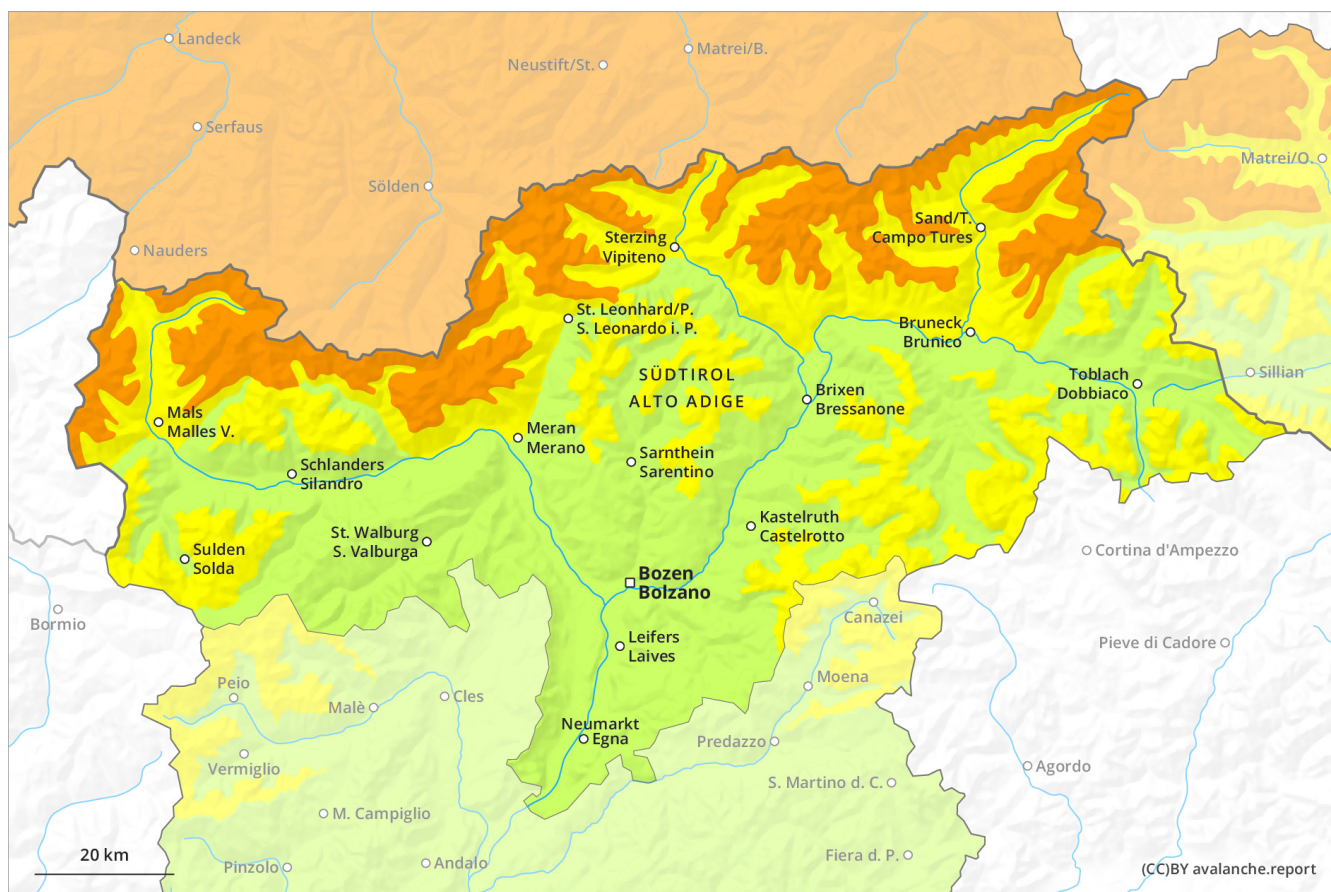 Landeck
Matrei/B.
Neustift/St.
Serfaus
Matrei/O.
Sölden
Sand/T.
Campo Tures
Sterzing
Vipiteno
Nauders
St. Leonhard/P.
S. Leonardo i. P.
Bruneck
Brunico
SÜDTIROL
ALTO ADIGE
Toblach
Dobbiaco
Sillian
Brixen
Bressanone
Mals
Malles V.
Meran
Merano
Schlanders
Silandro
Sarnthein
Sarentino
Kastelruth
Castelrotto
St. Walburg
S. Valburga
Sulden
Solda
Cortina d'Ampezzo
Bozen
Bolzano
Bormio
Canazei
Leifers
Laives
Pieve di Cadore
Moena
Peio
Cles
Malè
Neumarkt
Egna
Predazzo
Vermiglio
Agordo
S. Martino d. C.
M. Campiglio
20 km
Fiera d. P.
Andalo
Pinzolo
(CC)BY avalanche.report